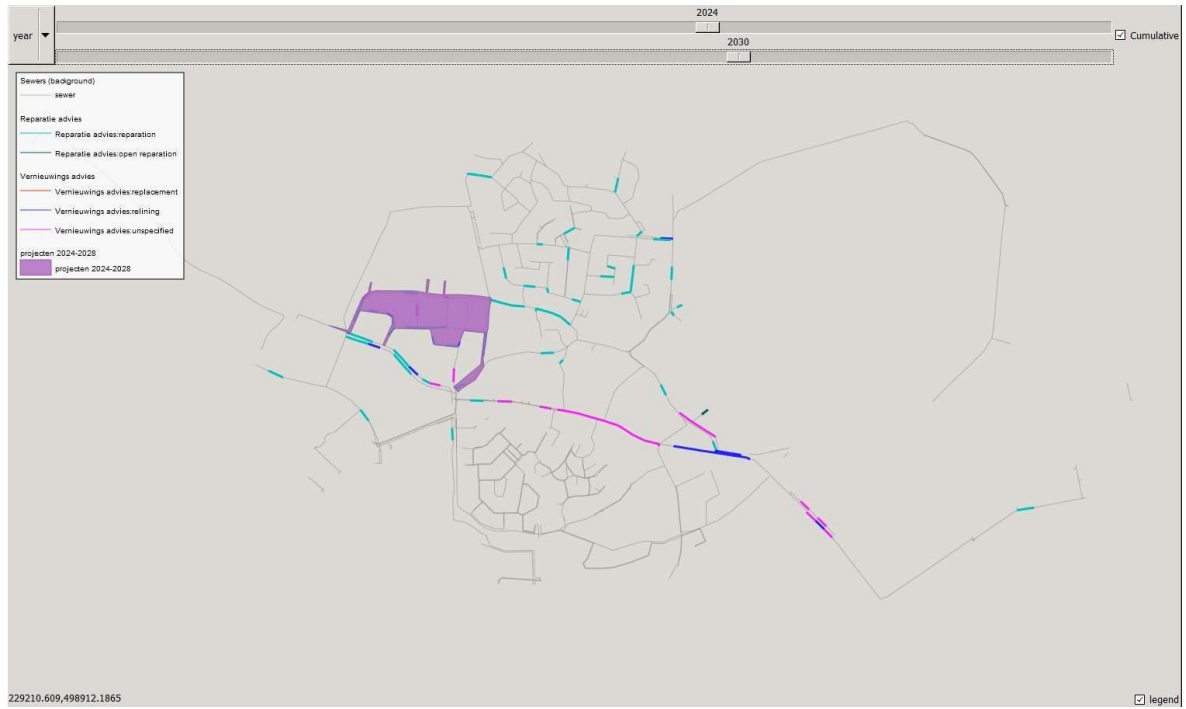 2024
year
Cumulative
2030
Sewers (background)
sewer
Reparatie advies
Reparatie advies:reparation
Reparatie advies:open reparation
Vernieuwings advies
Vernieuwings advies:replacement
Vernieuwings advies:relining
Vernieuwings advies:unspecified
projecten 2024-2028
projecten 2024-2028
229210.609,498912.1865
legend